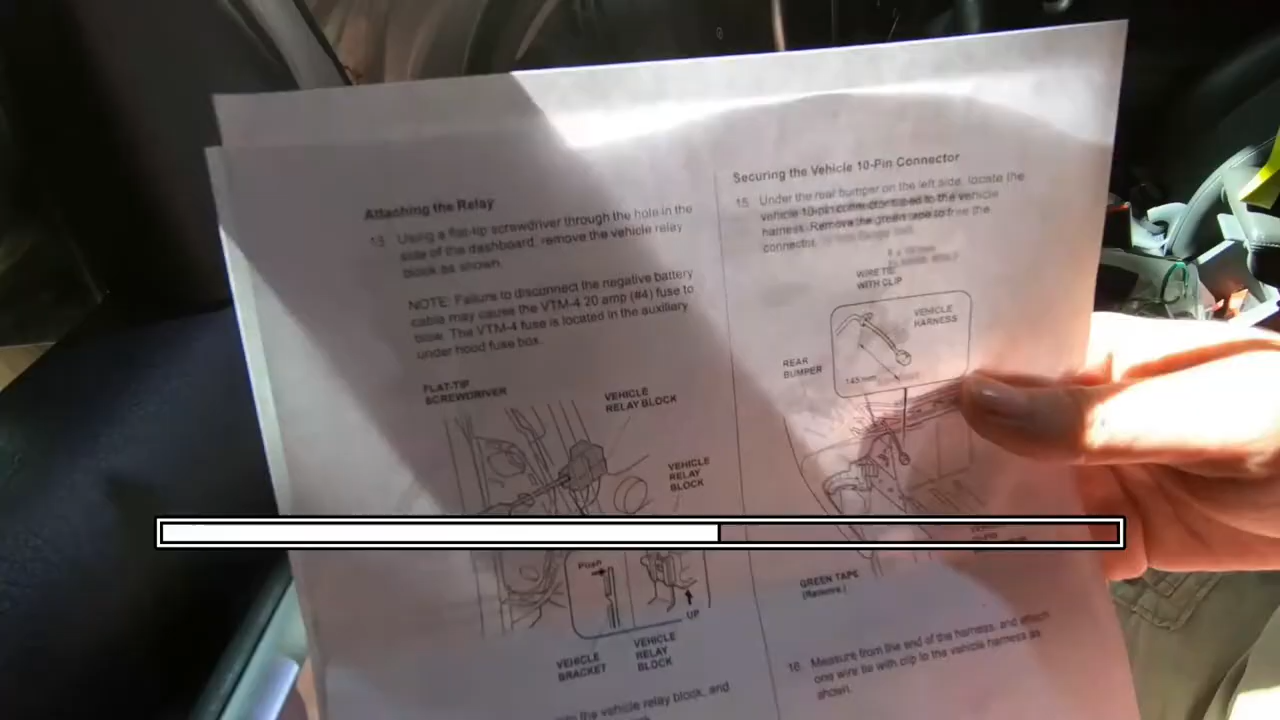 Attaching the Relay
13. Using a flat-tip screwdriver through the hole in the
side of the dashboard, remove the vehicle relay
block as shown.
NOTE: Failure to disconnect the negative battery
cable may cause the VTM-4 20 amp (#4) fuse to
blow. The VTM-4 fuse is located in the auxiliary
under hood fuse box.
FLAT-TIP
SCREWDRIVER
VEHICLE
RELAY BLOCK
VEHICLE
RELAY
BLOCK
Push
UP
VEHICLE
BRACKET
VEHICLE
RELAY
BLOCK
the vehicle relay block, and
Securing the Vehicle 10-Pin Connector
15. Under the rear bumper on the left side, locate the
vehicle 10-pin connector taped to the vehicle
harness. Remove the green tape to free the
connector.
WIRE TIE
WITH CLIP
VEHICLE
HARNESS
REAR
BUMPER
145 mm
GREEN TAPE
(Remove.)
16. Measure from the end of the harness, and attach
one wire tie with clip to the vehicle harness as
shown.